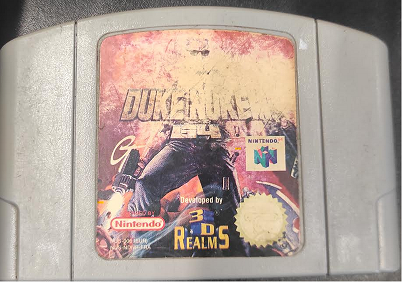 DUKE NUKEM
64
NINTENDO
Nintendo
Developed by
3D
REALMS